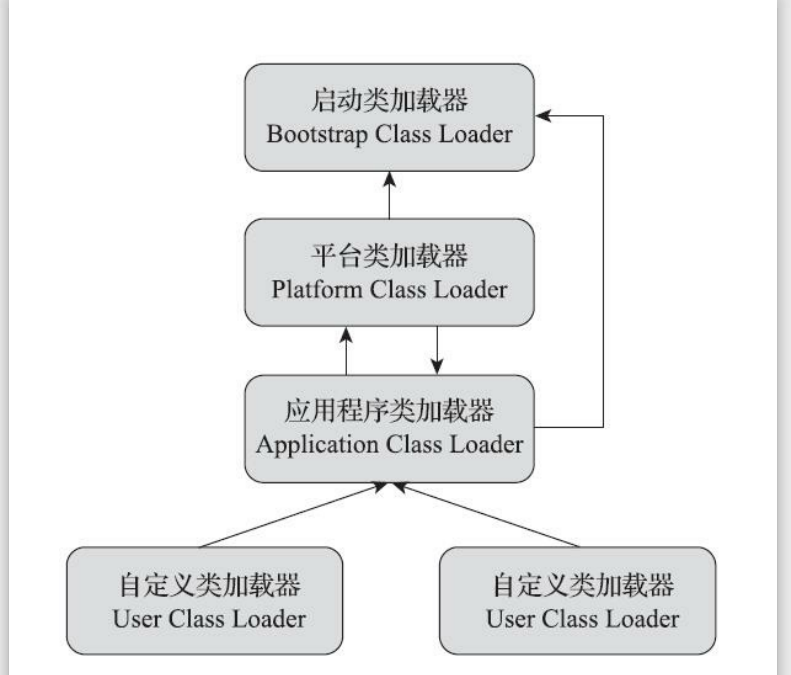 启动类加载器
Bootstrap Class Loader
平台类加载器
Platform Class Loader
应用程序类加载器
Application Class Loader
自定义类加载器
User Class Loader
自定义类加载器
User Class Loader